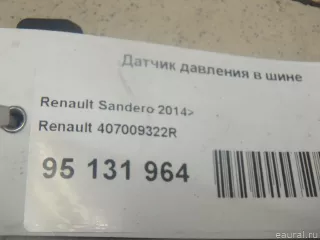 Датчик давления в шине
Renault Sandero 2014>
Renault 407009322R
95 131 964
eaural.ru